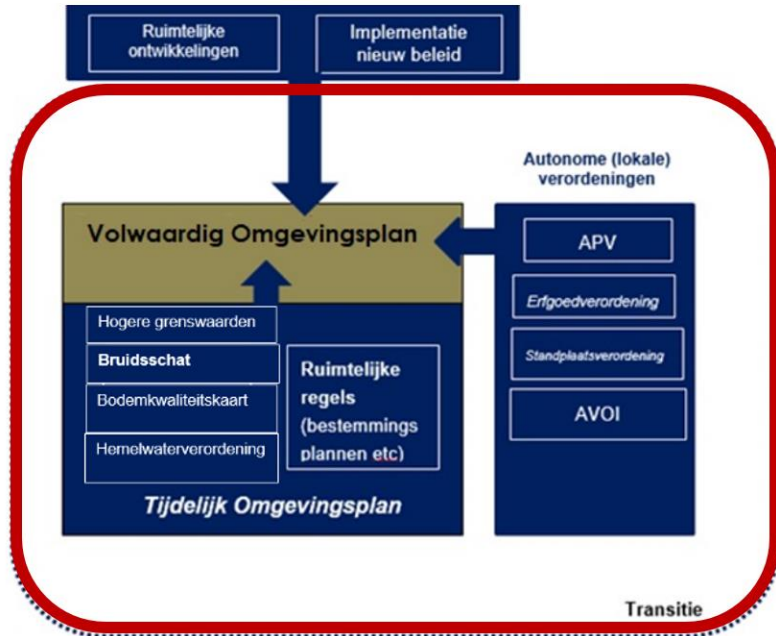 Ruimtelijke
ontwikkelingen
Implementatie
nieuw beleid
Autonome (lokale)
verordeningen
Volwaardig Omgevingsplan
APV
Erfgoedverordening
Standplaatsverordening
AVOI
Hogere grenswaarden
Bruidsschat
Bodemkwaliteitskaart
Hemelwaterverordening
Ruimtelijke
regels
(bestemmings
plannen etc)
Tijdelijk Omgevingsplan
Transitie